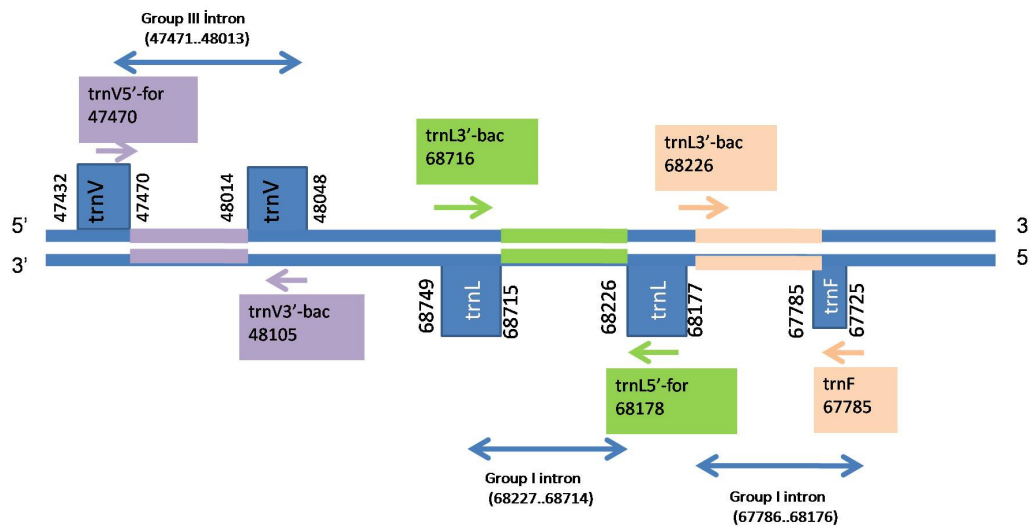 Group III İntron
(47471..48013)
trnV5’-for
47470
trnL3’-bac
68716
trnL3’-bac
68226
47432
trnV
47470
48014
trnV
48048
5’
3
3’
5
trnV3’-bac
48105
68749
trnL
68715
68226
trnL
68177
67785
trnF
67725
trnL5’-for
68178
trnF
67785
Group I intron
(68227..68714)
Group I intron
(67786..68176)